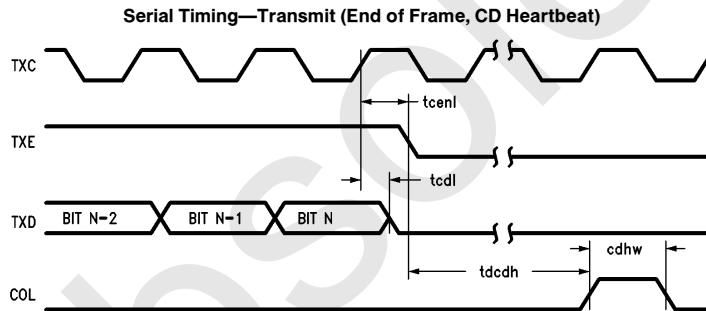 Serial Timing—Transmit (End of Frame, CD Heartbeat)
TXC
tcenl
TXE
tcdl
TXD
BIT N-2
BIT N-1
BIT N
cdhw
tdcdh
COL